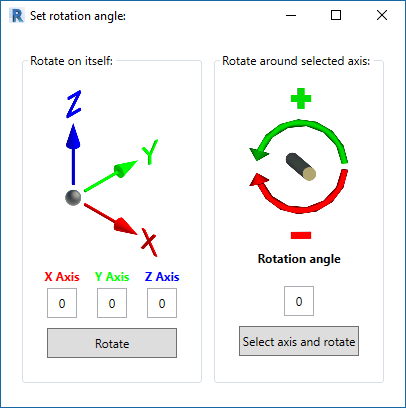 R Set rotation angle:
Rotate on itself:
Z
Y
X
X Axis Y Axis Z Axis
0 0 0
Rotate
Rotate around selected axis:
+
−
Rotation angle
0
Select axis and rotate